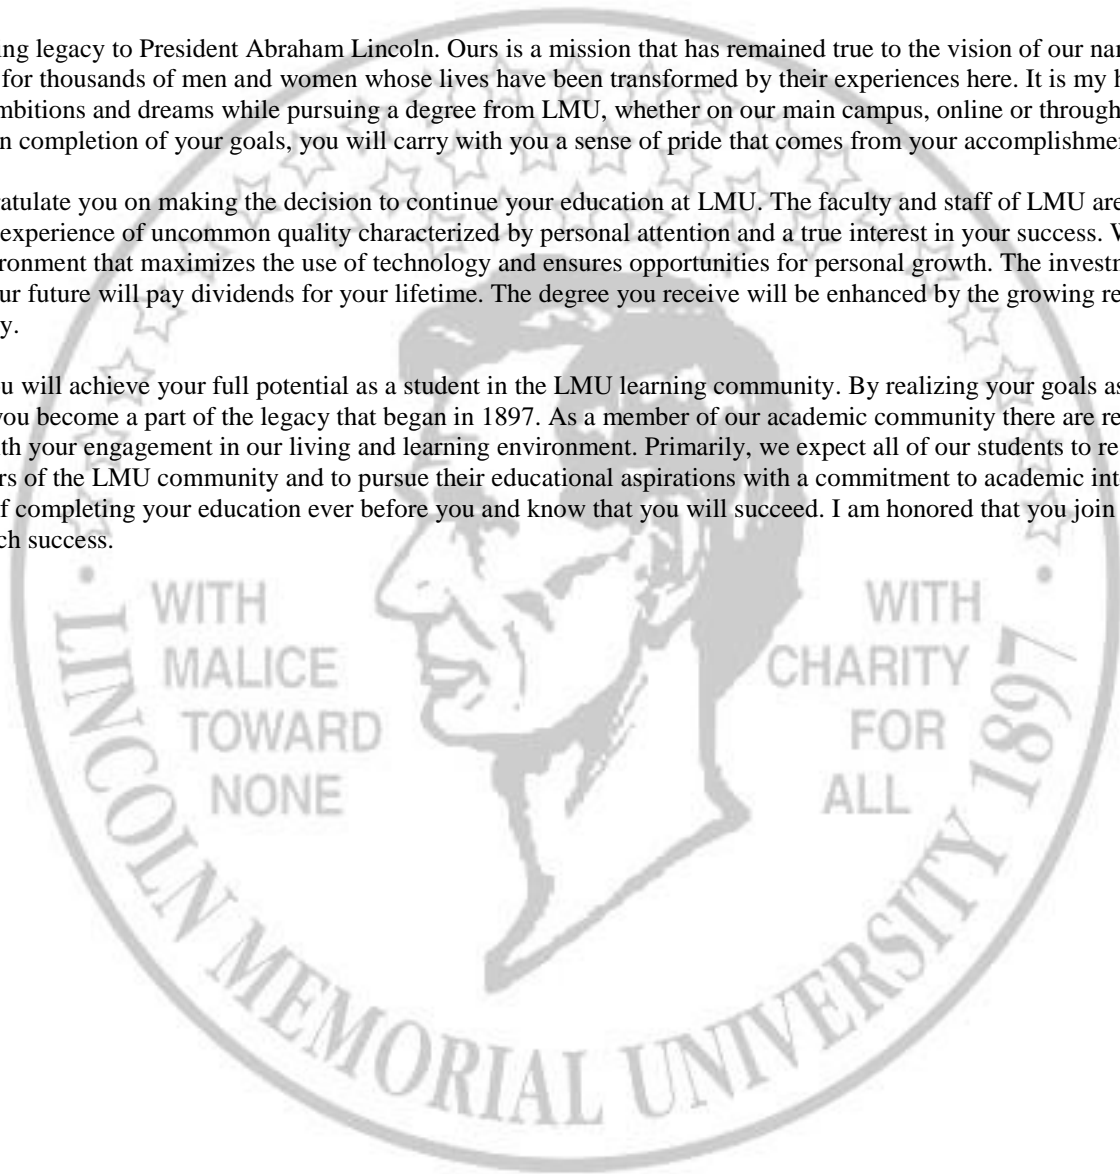 ng legacy to President Abraham Lincoln. Ours is a mission that has remained true to the vision of our
for thousands of men and women whose lives have been transformed by their experiences here. It is my
mbitions and dreams while pursuing a degree from LMU, whether on our main campus, online or through
n completion of your goals, you will carry with you a sense of pride that comes from your accomplishmen
ratulate you on making the decision to continue your education at LMU. The faculty and staff of LMU are
experience of uncommon quality characterized by personal attention and a true interest in your success.
ronment that maximizes the use of technology and ensures opportunities for personal growth. The investm
ur future will pay dividends for your lifetime. The degree you receive will be enhanced by the growing re
y.
u will achieve your full potential as a student in the LMU learning community. By realizing your goals as
you become a part of the legacy that began in 1897. As a member of our academic community there are re
th your engagement in our living and learning environment. Primarily, we expect all of our students to re
rs of the LMU community and to pursue their educational aspirations with a commitment to academic int
f completing your education ever before you and know that you will succeed. I am honored that you join
ch success.
WITH
MALICE
TOWARD
NONE
WITH
CHARITY
FOR
ALL
LINCOLN MEMORIAL UNIVERSITY 1897